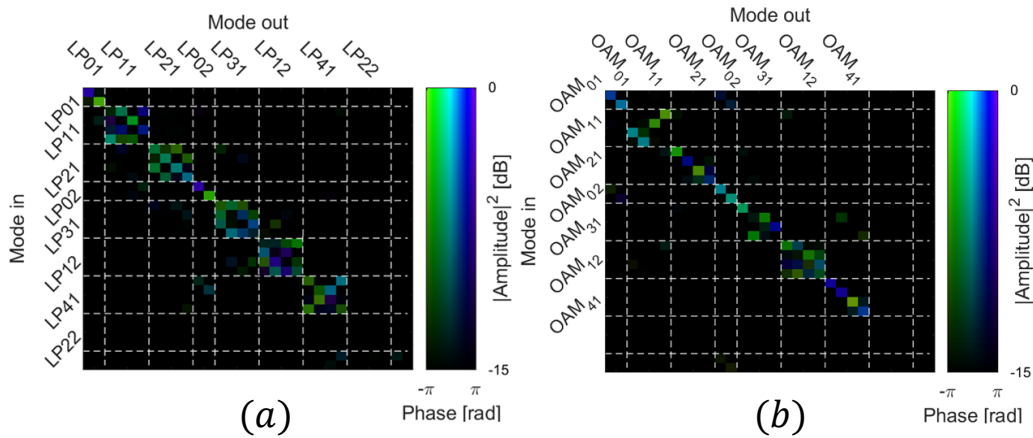 Mode out
LP01 LP11 LP21 LP02 LP31 LP12 LP41 LP22
Mode in
LP01
LP11
LP21
LP02
LP31
LP12
LP41
LP22
0
|Amplitude|² [dB]
-15
-π π
Phase [rad]
(a)
Mode out
OAM01 OAM11 OAM21 OAM02 OAM31 OAM12 OAM41
Mode in
OAM01
OAM11
OAM21
OAM02
OAM31
OAM12
OAM41
0
|Amplitude|² [dB]
-15
-π π
Phase [rad]
(b)